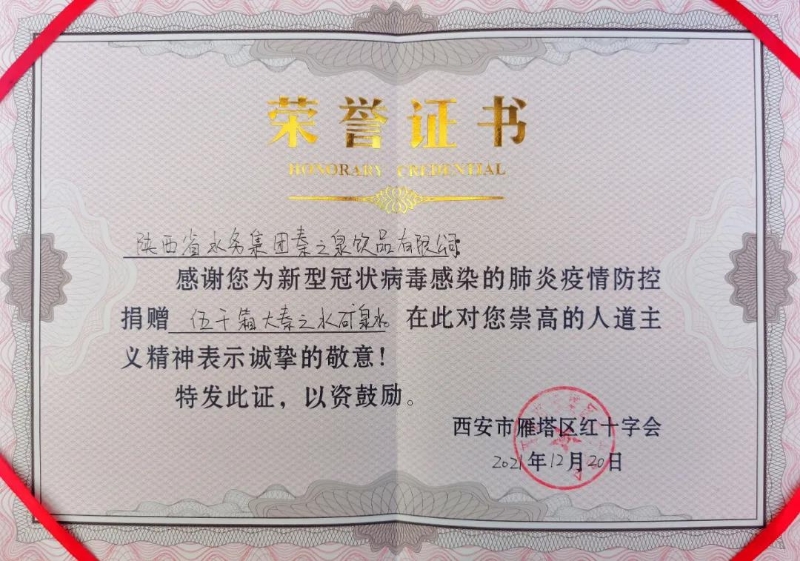 荣誉证书
HONORARY CREDENTIAL
陕西省水务集团秦之泉饮品有限公司:
感谢您为新型冠状病毒感染的肺炎疫情防控
捐赠 伍千箱大秦之水矿泉水 在此对您崇高的人道主
义精神表示诚挚的敬意!
特发此证，以资鼓励。
西安市雁塔区红十字会
2021年12月20日